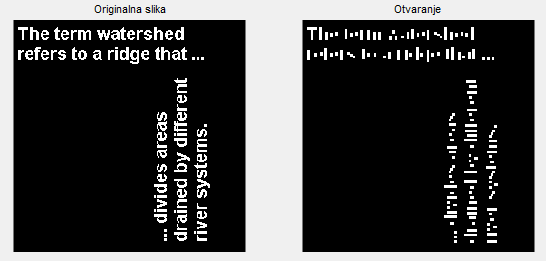 Originalna slika
Otvaranje
The term watershed
refers to a ridge that ...
... divides areas
drained by different
river systems.